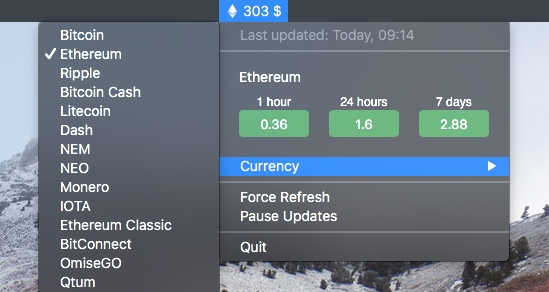 303 $
Last updated: Today, 09:14
Ethereum
1 hour 24 hours 7 days
0.36 1.6 2.88
Currency
Force Refresh
Pause Updates
Quit
Bitcoin
✓ Ethereum
Ripple
Bitcoin Cash
Litecoin
Dash
NEM
NEO
Monero
IOTA
Ethereum Classic
BitConnect
OmiseGO
Qtum